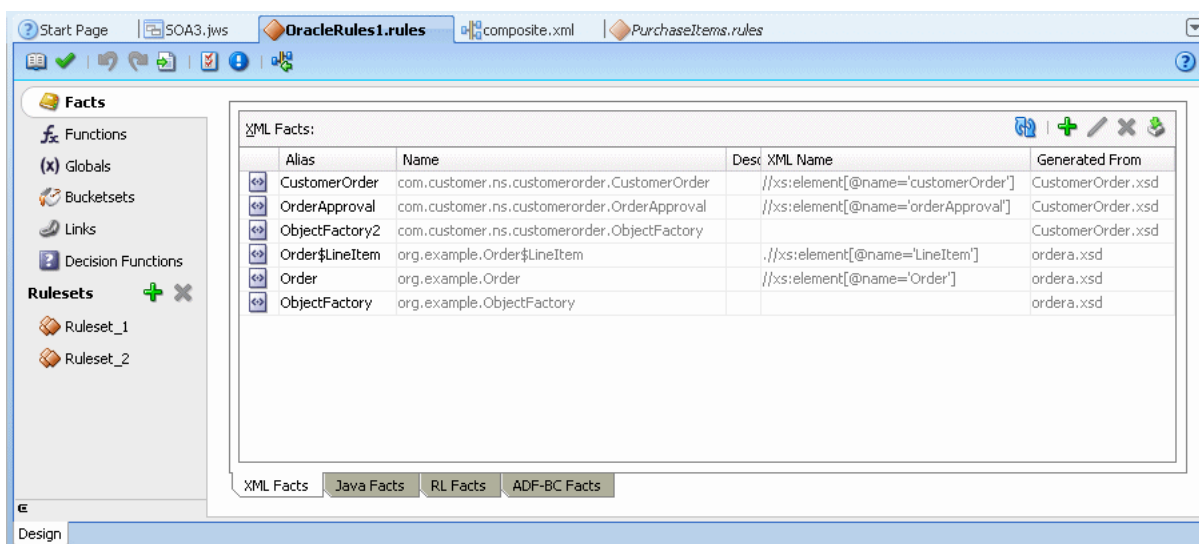 Start Page SOA3.jws OracleRules1.rules composite.xml PurchaseItems.rules
Facts
Functions
(x) Globals
Bucketsets
Links
Decision Functions
Rulesets
Ruleset_1
Ruleset_2
XML Facts:
Alias Name Desc XML Name Generated From
CustomerOrder com.customer.ns.customerorder.CustomerOrder //xs:element[@name='customerOrder'] CustomerOrder.xsd
OrderApproval com.customer.ns.customerorder.OrderApproval //xs:element[@name='orderApproval'] CustomerOrder.xsd
ObjectFactory2 com.customer.ns.customerorder.ObjectFactory CustomerOrder.xsd
Order$LineItem org.example.Order$LineItem .//xs:element[@name='LineItem'] ordera.xsd
Order org.example.Order //xs:element[@name='Order'] ordera.xsd
ObjectFactory org.example.ObjectFactory ordera.xsd
XML Facts Java Facts RL Facts ADF-BC Facts
Design